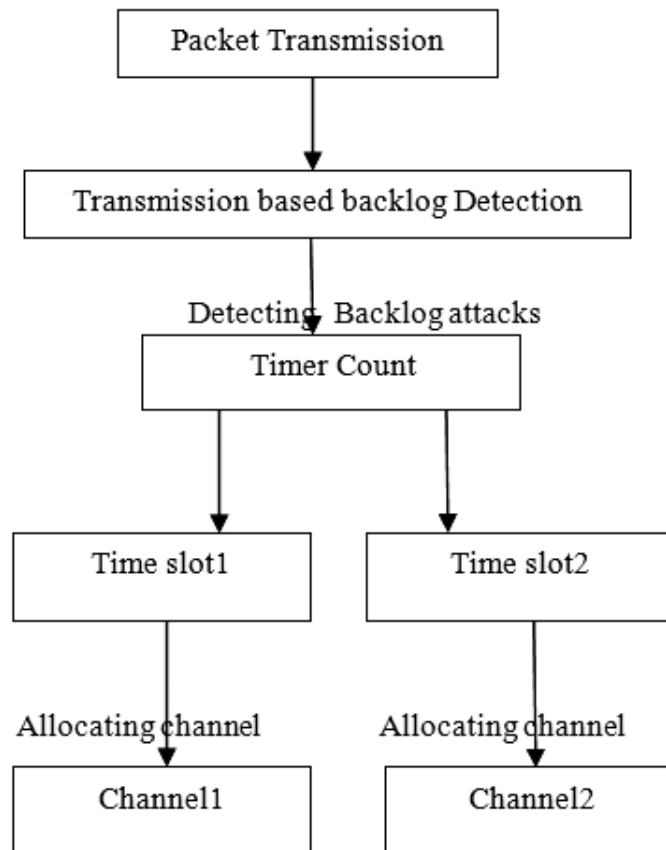 Packet Transmission
Transmission based backlog Detection
Detecting Backlog attacks
Timer Count
Time slot1
Time slot2
Allocating channel
Allocating channel
Channel1
Channel2